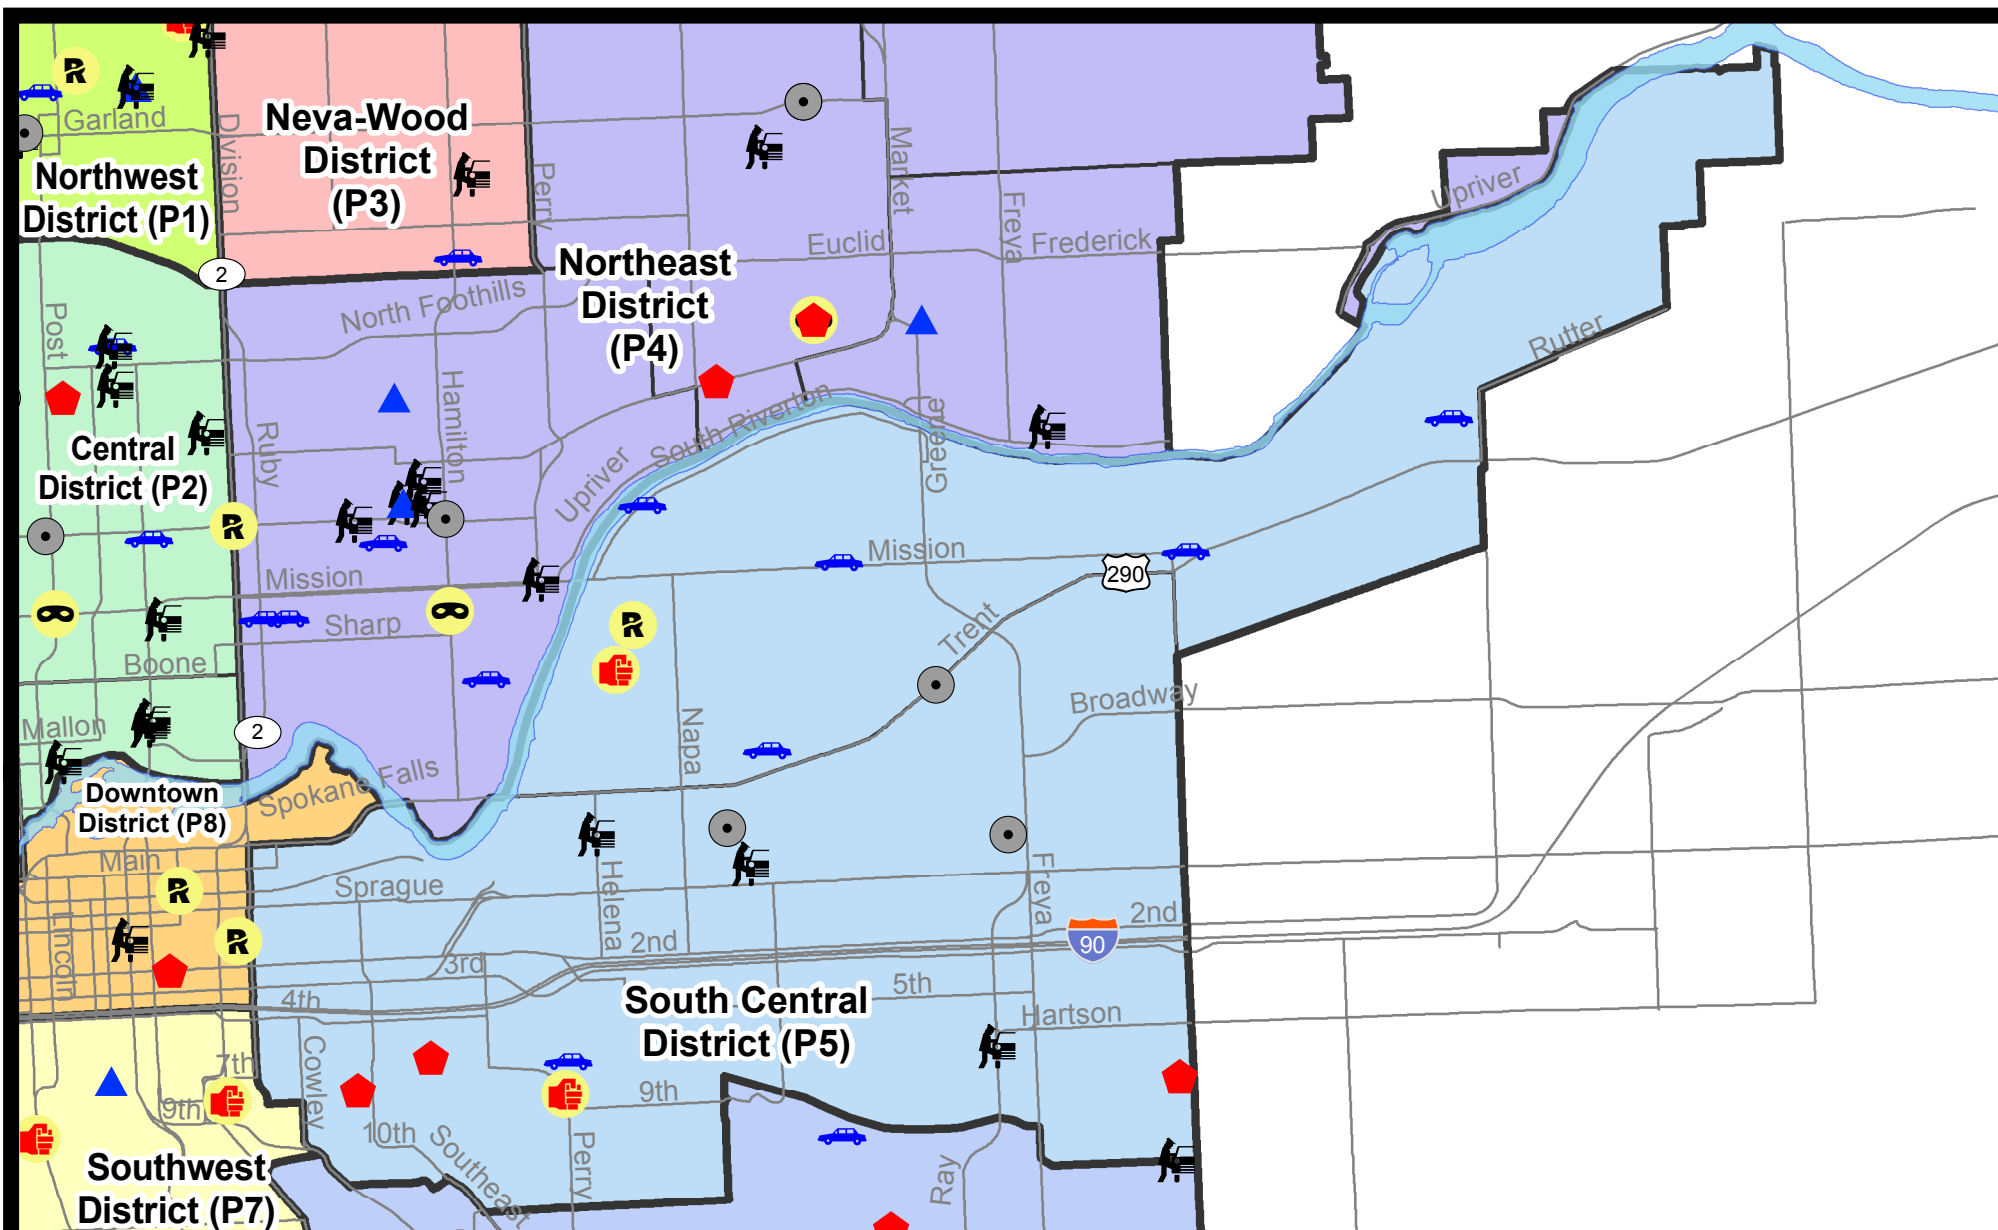 Garland
Neva-Wood
District
(P3)
Division
Northwest
District (P1)
Perry
Market
Freya
Upriver
Euclid
Frederick
2
Northeast
District
(P4)
North Foothills
Post
Rutter
Hamilton
South Riverton
Ruby
Central
District (P2)
Upriver
Greene
R
R
Mission
Mission
290
Sharp
R
Trent
Boone
Broadway
Mallon
2
Napa
Spokane Falls
Downtown
District (P8)
Main
Sprague
Helena
Freya
R
Lincoln
2nd
2nd
R
90
3rd
4th
5th
South Central
District (P5)
Hartson
Cowley
7th
9th
9th
10th
Southeast
Perry
Ray
Southwest
District (P7)